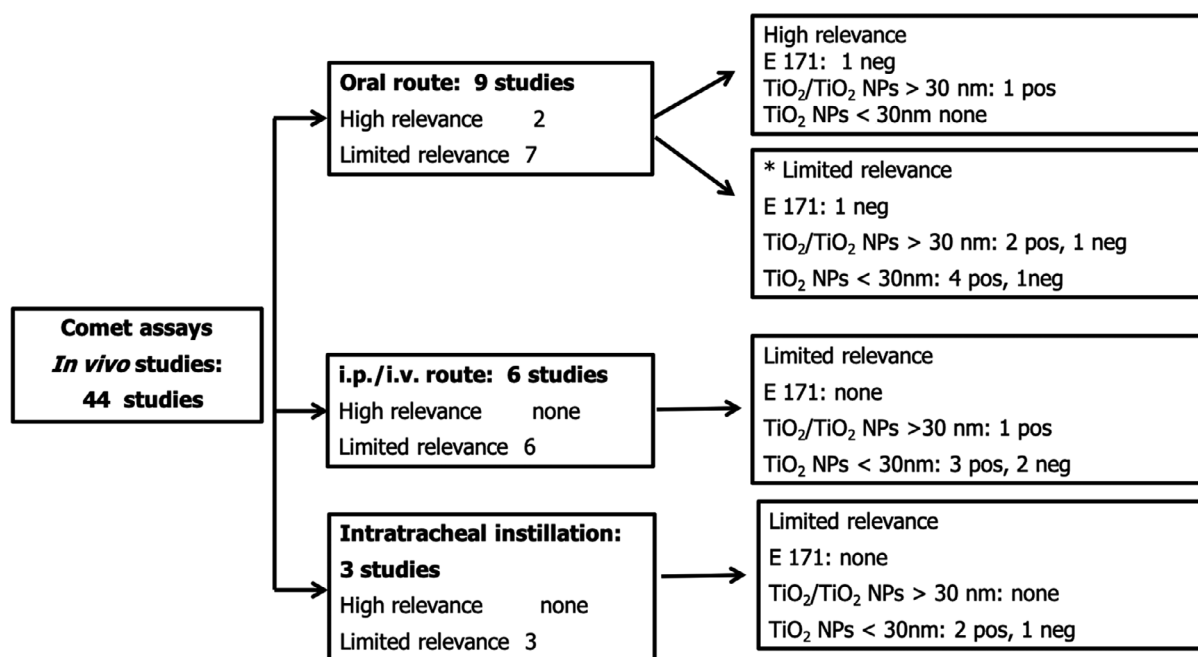 Comet assays
In vivo studies:
44 studies
Oral route: 9 studies
High relevance 2
Limited relevance 7
High relevance
E 171: 1 neg
TiO₂/TiO₂ NPs > 30 nm: 1 pos
TiO₂ NPs < 30nm none
* Limited relevance
E 171: 1 neg
TiO₂/TiO₂ NPs > 30 nm: 2 pos, 1 neg
TiO₂ NPs < 30nm: 4 pos, 1neg
i.p./i.v. route: 6 studies
High relevance none
Limited relevance 6
Limited relevance
E 171: none
TiO₂/TiO₂ NPs >30 nm: 1 pos
TiO₂ NPs < 30nm: 3 pos, 2 neg
Intratracheal instillation:
3 studies
High relevance none
Limited relevance 3
Limited relevance
E 171: none
TiO₂/TiO₂ NPs > 30 nm: none
TiO₂ NPs < 30nm: 2 pos, 1 neg